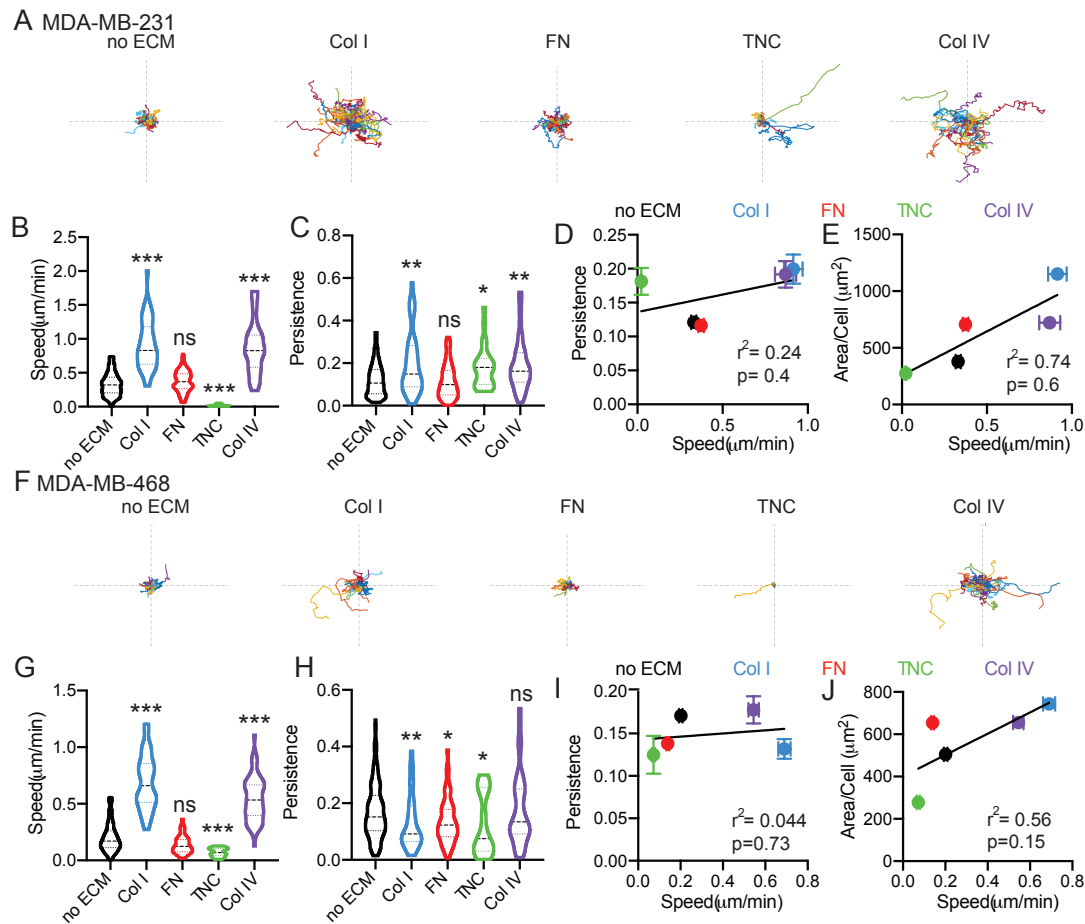 A MDA-MB-231
no ECM Col I FN TNC Col IV
B
Speed(μm/min)
2.5
2.0
1.5
1.0
0.5
0.0
*** ns *** ***
no ECM Col I FN TNC Col IV
C
Persistence
0.8
0.6
0.4
0.2
0.0
** ns * **
no ECM Col I FN TNC Col IV
no ECM Col I FN TNC Col IV
D
Persistence
0.25
0.20
0.15
0.10
0.05
0.00
r2= 0.24
p= 0.4
0.0 0.5 1.0
Speed(μm/min)
E
Area/Cell (μm2)
1500
1000
500
0
r2= 0.74
p= 0.6
0.0 0.5 1.0
Speed(μm/min)
F MDA-MB-468
no ECM Col I FN TNC Col IV
G
Speed(μm/min)
1.5
1.0
0.5
0.0
*** ns *** ***
no ECM Col I FN TNC Col IV
H
Persistence
0.6
0.4
0.2
0.0
** * * ns
no ECM Col I FN TNC Col IV
no ECM Col I FN TNC Col IV
I
Persistence
0.20
0.15
0.10
0.05
0.00
r2= 0.044
p=0.73
0.0 0.2 0.4 0.6 0.8
Speed(μm/min)
J
Area/Cell (μm2)
800
600
400
200
0
r2= 0.56
p=0.15
0.0 0.2 0.4 0.6 0.8
Speed(μm/min)